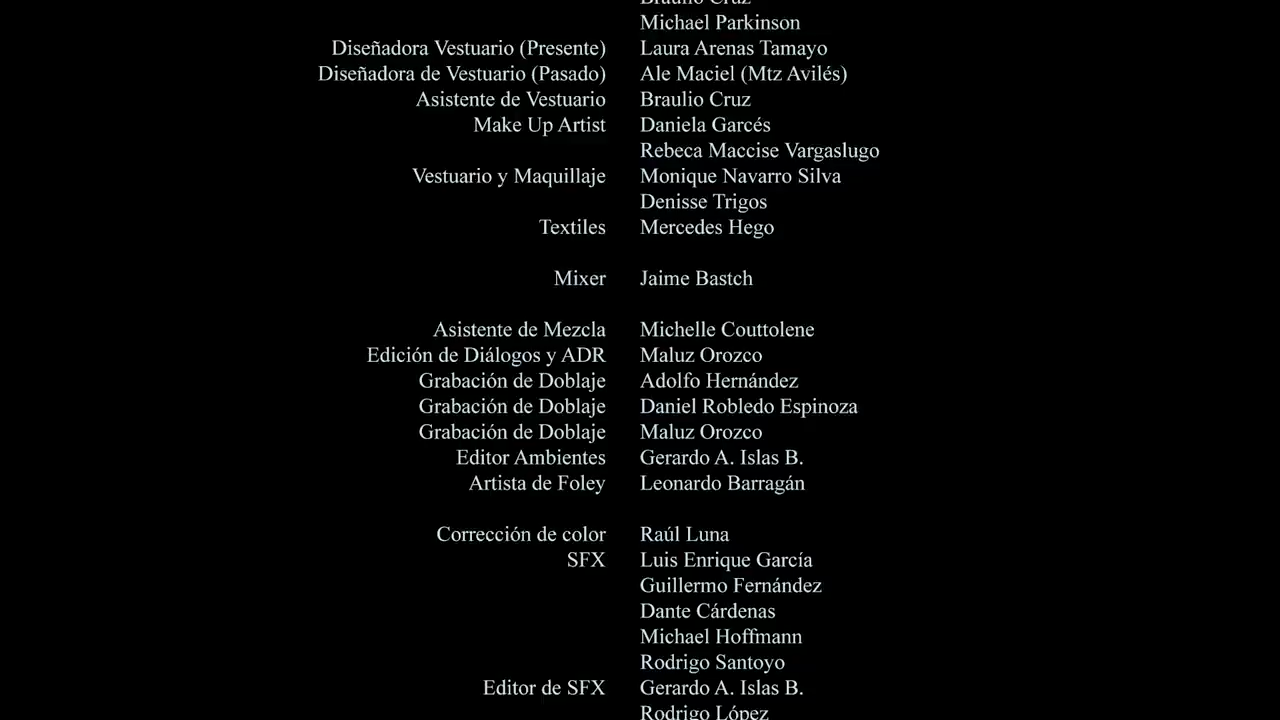 Braulio Cruz
Michael Parkinson
Diseñadora Vestuario (Presente) Laura Arenas Tamayo
Diseñadora de Vestuario (Pasado) Ale Maciel (Mtz Avilés)
Asistente de Vestuario Braulio Cruz
Make Up Artist Daniela Garcés
Rebeca Maccise Vargaslugo
Vestuario y Maquillaje Monique Navarro Silva
Denisse Trigos
Textiles Mercedes Hego
Mixer Jaime Bastch
Asistente de Mezcla Michelle Couttolene
Edición de Diálogos y ADR Maluz Orozco
Grabación de Doblaje Adolfo Hernández
Grabación de Doblaje Daniel Robledo Espinoza
Grabación de Doblaje Maluz Orozco
Editor Ambientes Gerardo A. Islas B.
Artista de Foley Leonardo Barragán
Corrección de color Raúl Luna
SFX Luis Enrique García
Guillermo Fernández
Dante Cárdenas
Michael Hoffmann
Rodrigo Santoyo
Editor de SFX Gerardo A. Islas B.
Rodrigo López